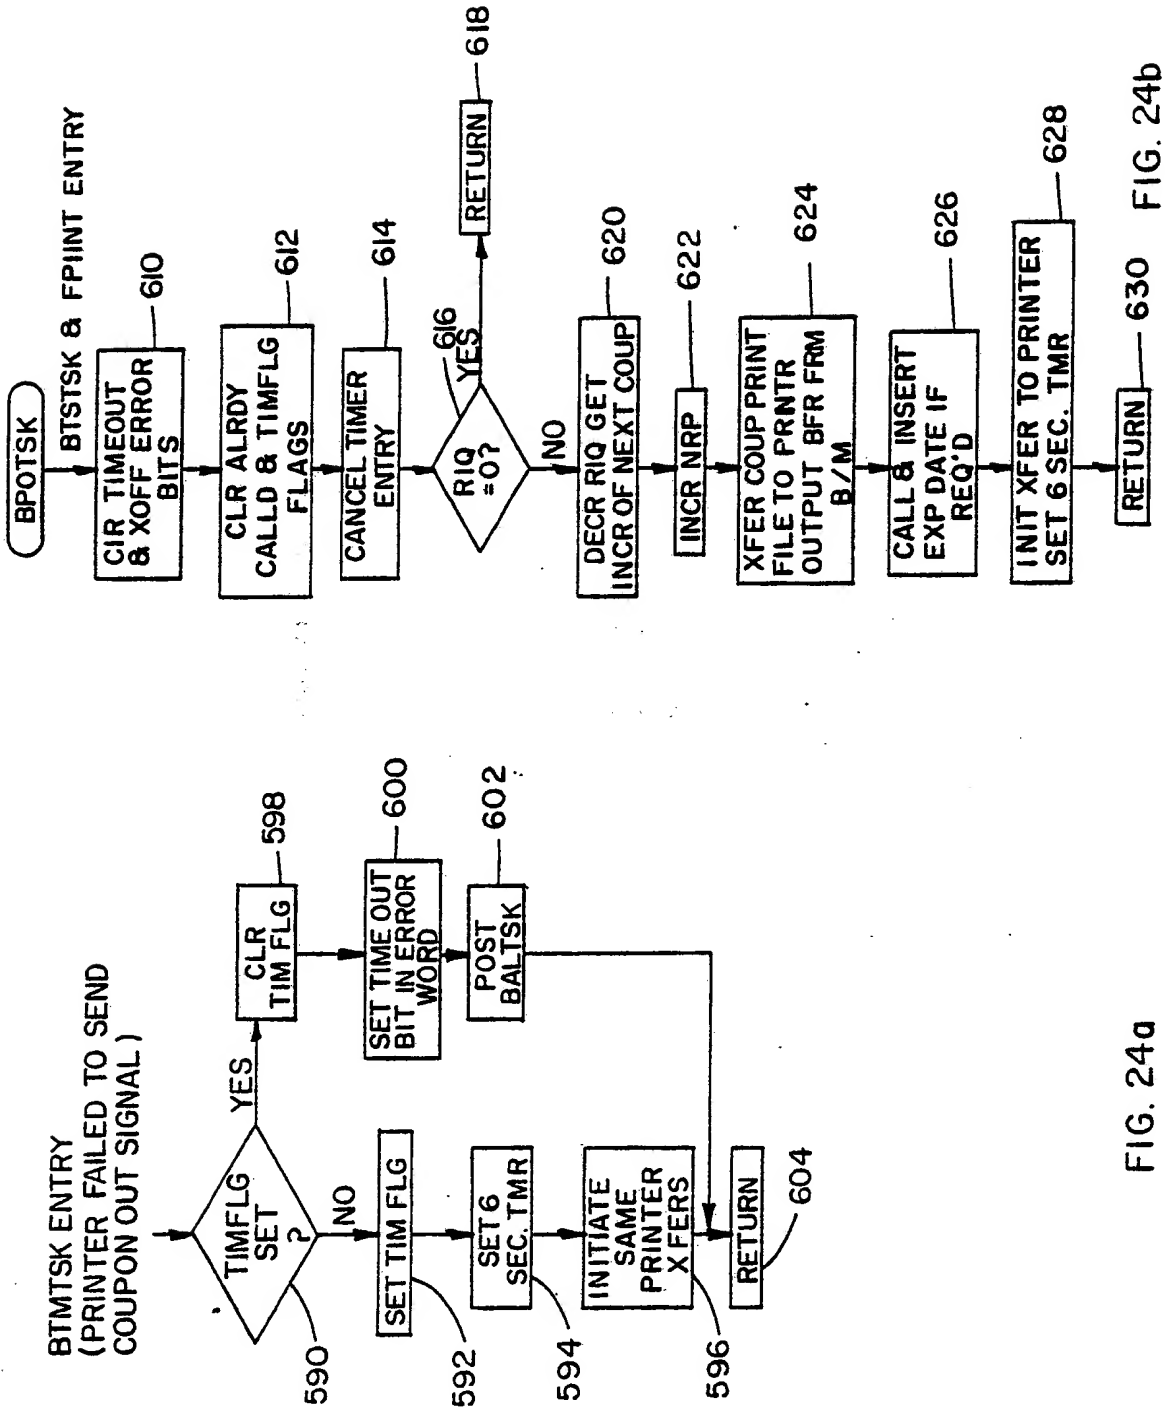 BTMTSK ENTRY
(PRINTER FAILED TO SEND
COUPON OUT SIGNAL)
TIMFLG
SET
?
590
YES
NO
CLR
TIM FLG
598
SET TIME OUT
BIT IN ERROR
WORD
600
POST
BALTSK
602
SET TIM FLG
592
SET 6
SEC. TMR
594
INITIATE
SAME
PRINTER
XFERS
596
RETURN
604
FIG. 24a
BPOTSK
BTSTSK & FPIINT ENTRY
CIR TIMEOUT
& XOFF ERROR
BITS
610
CLR ALRDY
CALLD & TIMFLG
FLAGS
612
CANCEL TIMER
ENTRY
614
RIQ
=0?
616
YES
RETURN
618
NO
DECR RIQ GET
INCR OF NEXT COUP
620
INCR NRP
622
XFER COUP PRINT
FILE TO PRNTR
OUTPUT BFR FRM
B/M
624
CALL & INSERT
EXP DATE IF
REQ'D
626
INIT XFER TO PRINTER
SET 6 SEC. TMR
628
RETURN
630
FIG. 24b